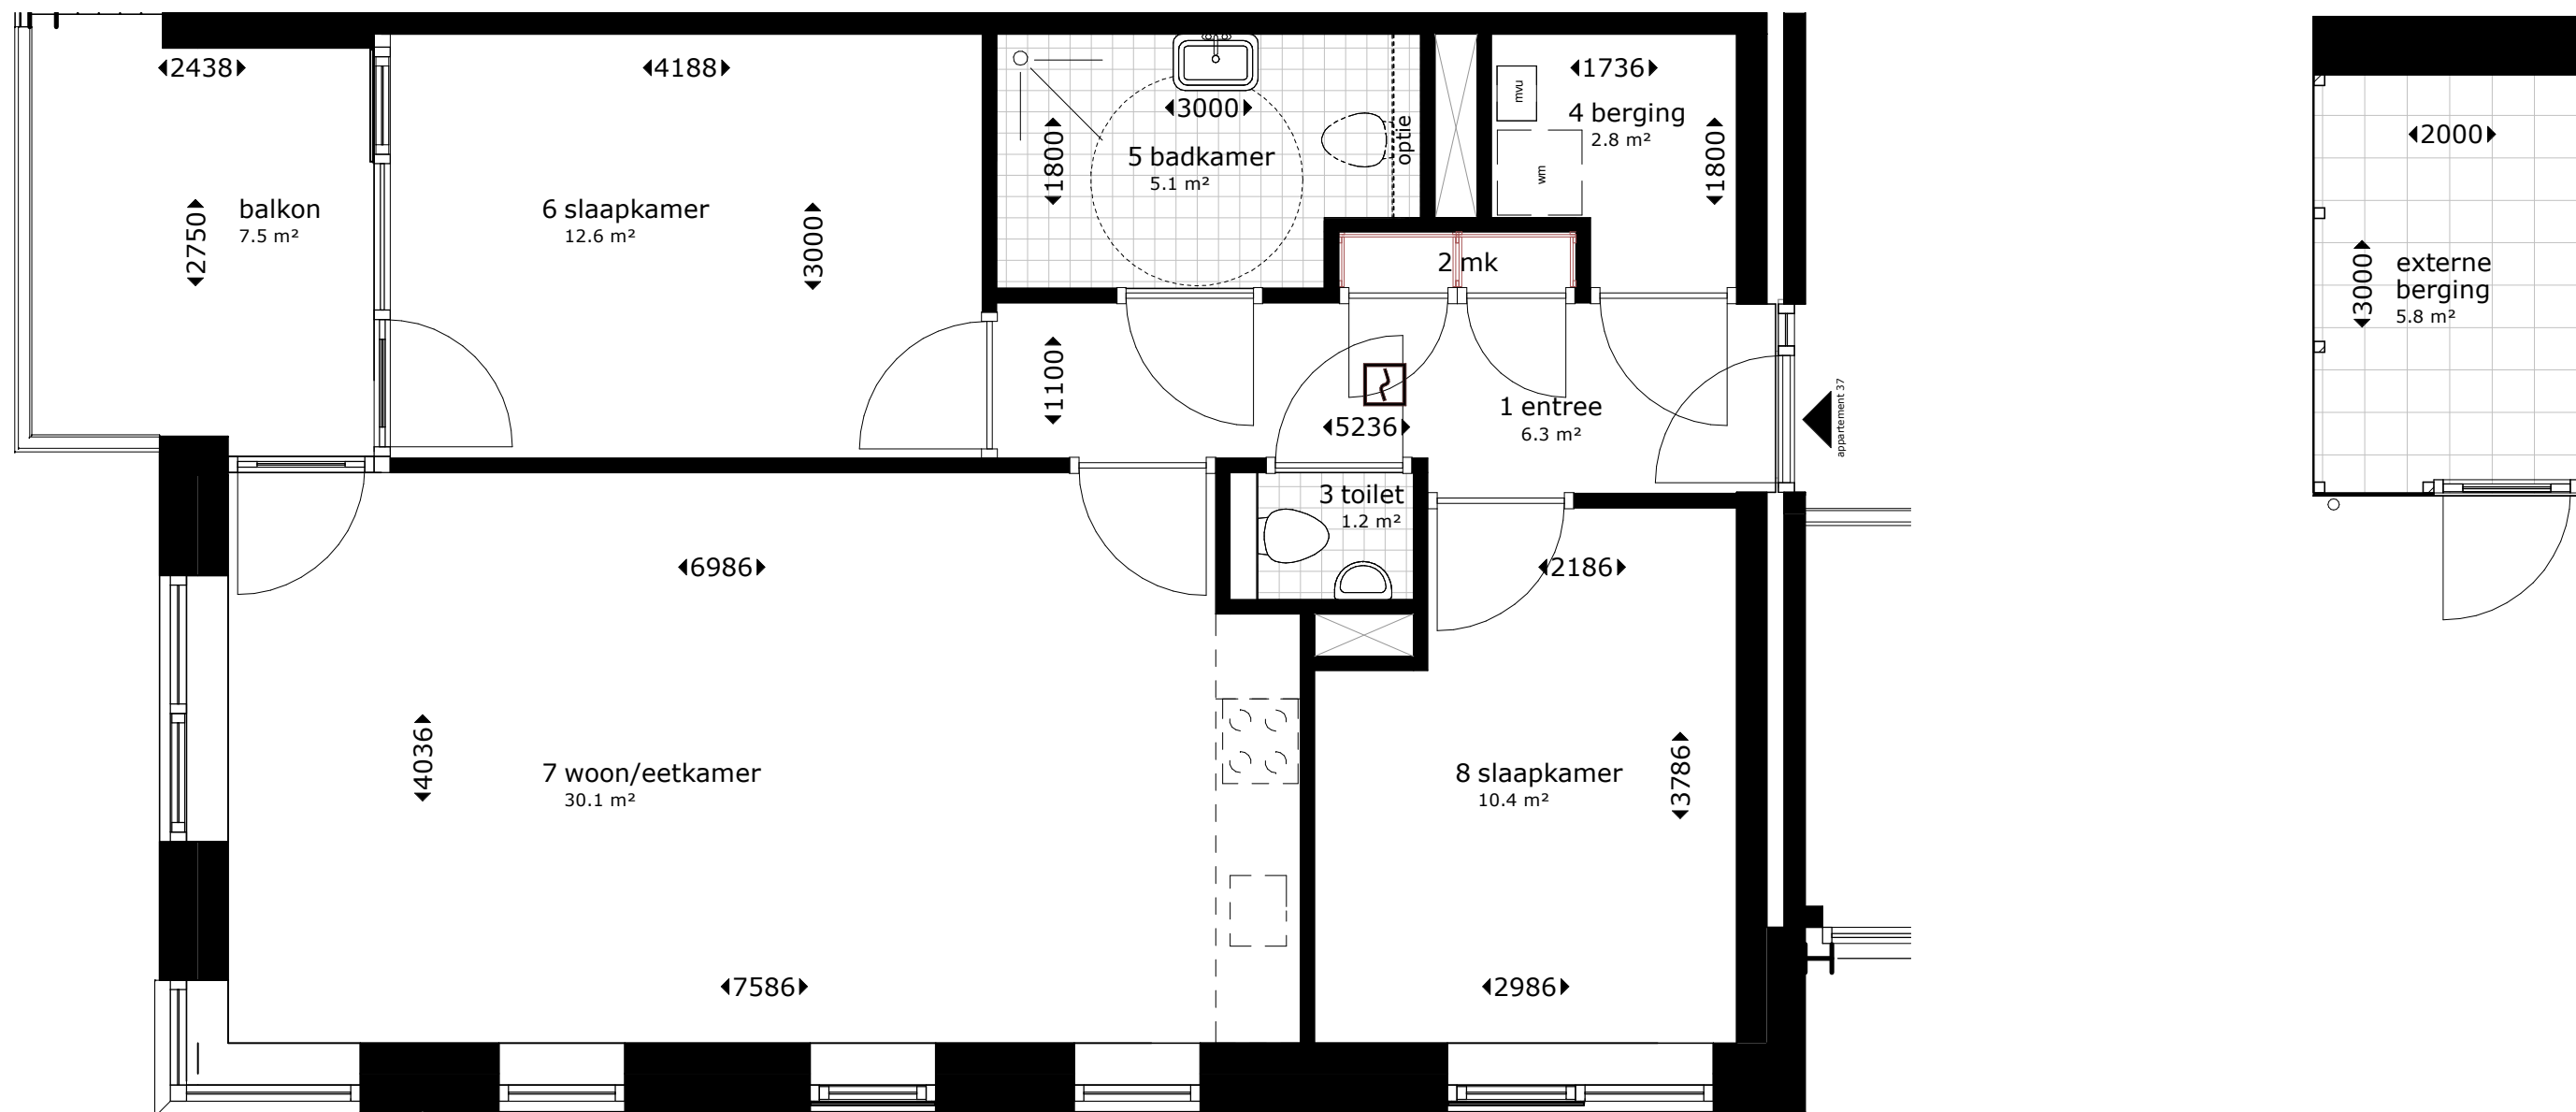 2438
4188
3000
1736
2000
mvu
4 berging
2.8 m²
optie
1800
5 badkamer
5.1 m²
wm
1800
balkon
7.5 m²
2750
6 slaapkamer
12.6 m²
3000
2 mk
3000
externe
berging
5.8 m²
1100
5236
1 entree
6.3 m²
appartement 37
3 toilet
1.2 m²
6986
2186
4036
7 woon/eetkamer
30.1 m²
8 slaapkamer
10.4 m²
3786
7586
2986